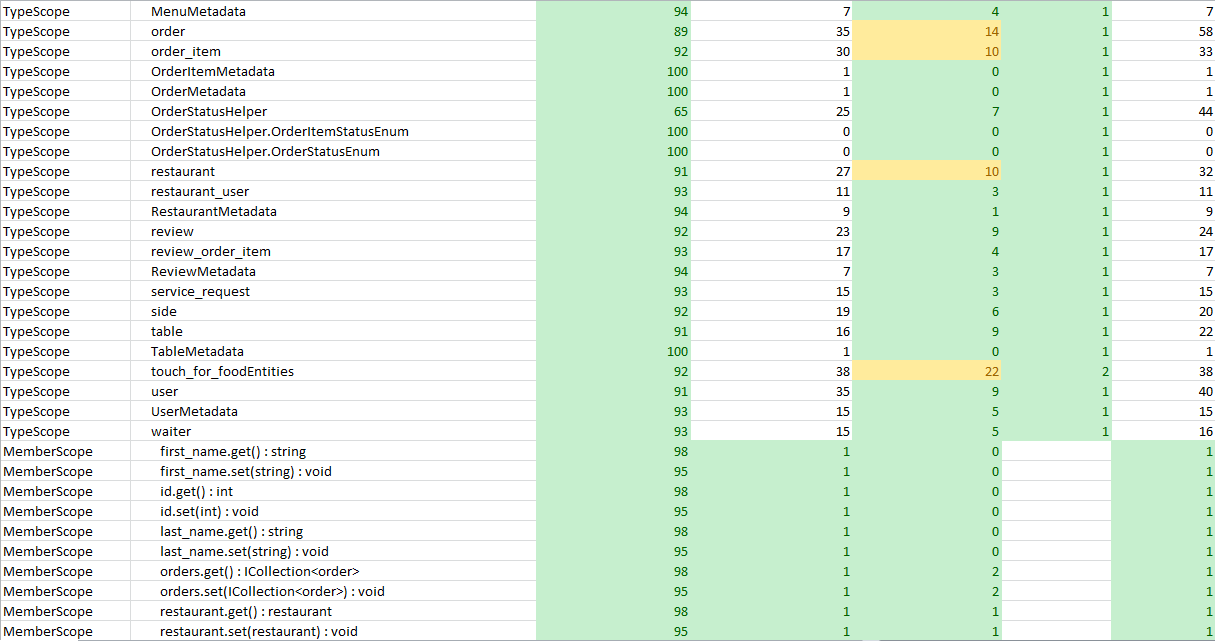 TypeScope MenuMetadata 94 7 4 1 7
TypeScope order 89 35 14 1 58
TypeScope order_item 92 30 10 1 33
TypeScope OrderItemMetadata 100 1 0 1 1
TypeScope OrderMetadata 100 1 0 1 1
TypeScope OrderStatusHelper 65 25 7 1 44
TypeScope OrderStatusHelper.OrderItemStatusEnum 100 0 0 1 0
TypeScope OrderStatusHelper.OrderStatusEnum 100 0 0 1 0
TypeScope restaurant 91 27 10 1 32
TypeScope restaurant_user 93 11 3 1 11
TypeScope RestaurantMetadata 94 9 1 1 9
TypeScope review 92 23 9 1 24
TypeScope review_order_item 93 17 4 1 17
TypeScope ReviewMetadata 94 7 3 1 7
TypeScope service_request 93 15 3 1 15
TypeScope side 92 19 6 1 20
TypeScope table 91 16 9 1 22
TypeScope TableMetadata 100 1 0 1 1
TypeScope touch_for_foodEntities 92 38 22 2 38
TypeScope user 91 35 9 1 40
TypeScope UserMetadata 93 15 5 1 15
TypeScope waiter 93 15 5 1 16
MemberScope first_name.get() : string 98 1 0 1
MemberScope first_name.set(string) : void 95 1 0 1
MemberScope id.get() : int 98 1 0 1
MemberScope id.set(int) : void 95 1 0 1
MemberScope last_name.get() : string 98 1 0 1
MemberScope last_name.set(string) : void 95 1 0 1
MemberScope orders.get() : ICollection<order> 98 1 2 1
MemberScope orders.set(ICollection<order>) : void 95 1 2 1
MemberScope restaurant.get() : restaurant 98 1 1 1
MemberScope restaurant.set(restaurant) : void 95 1 1 1